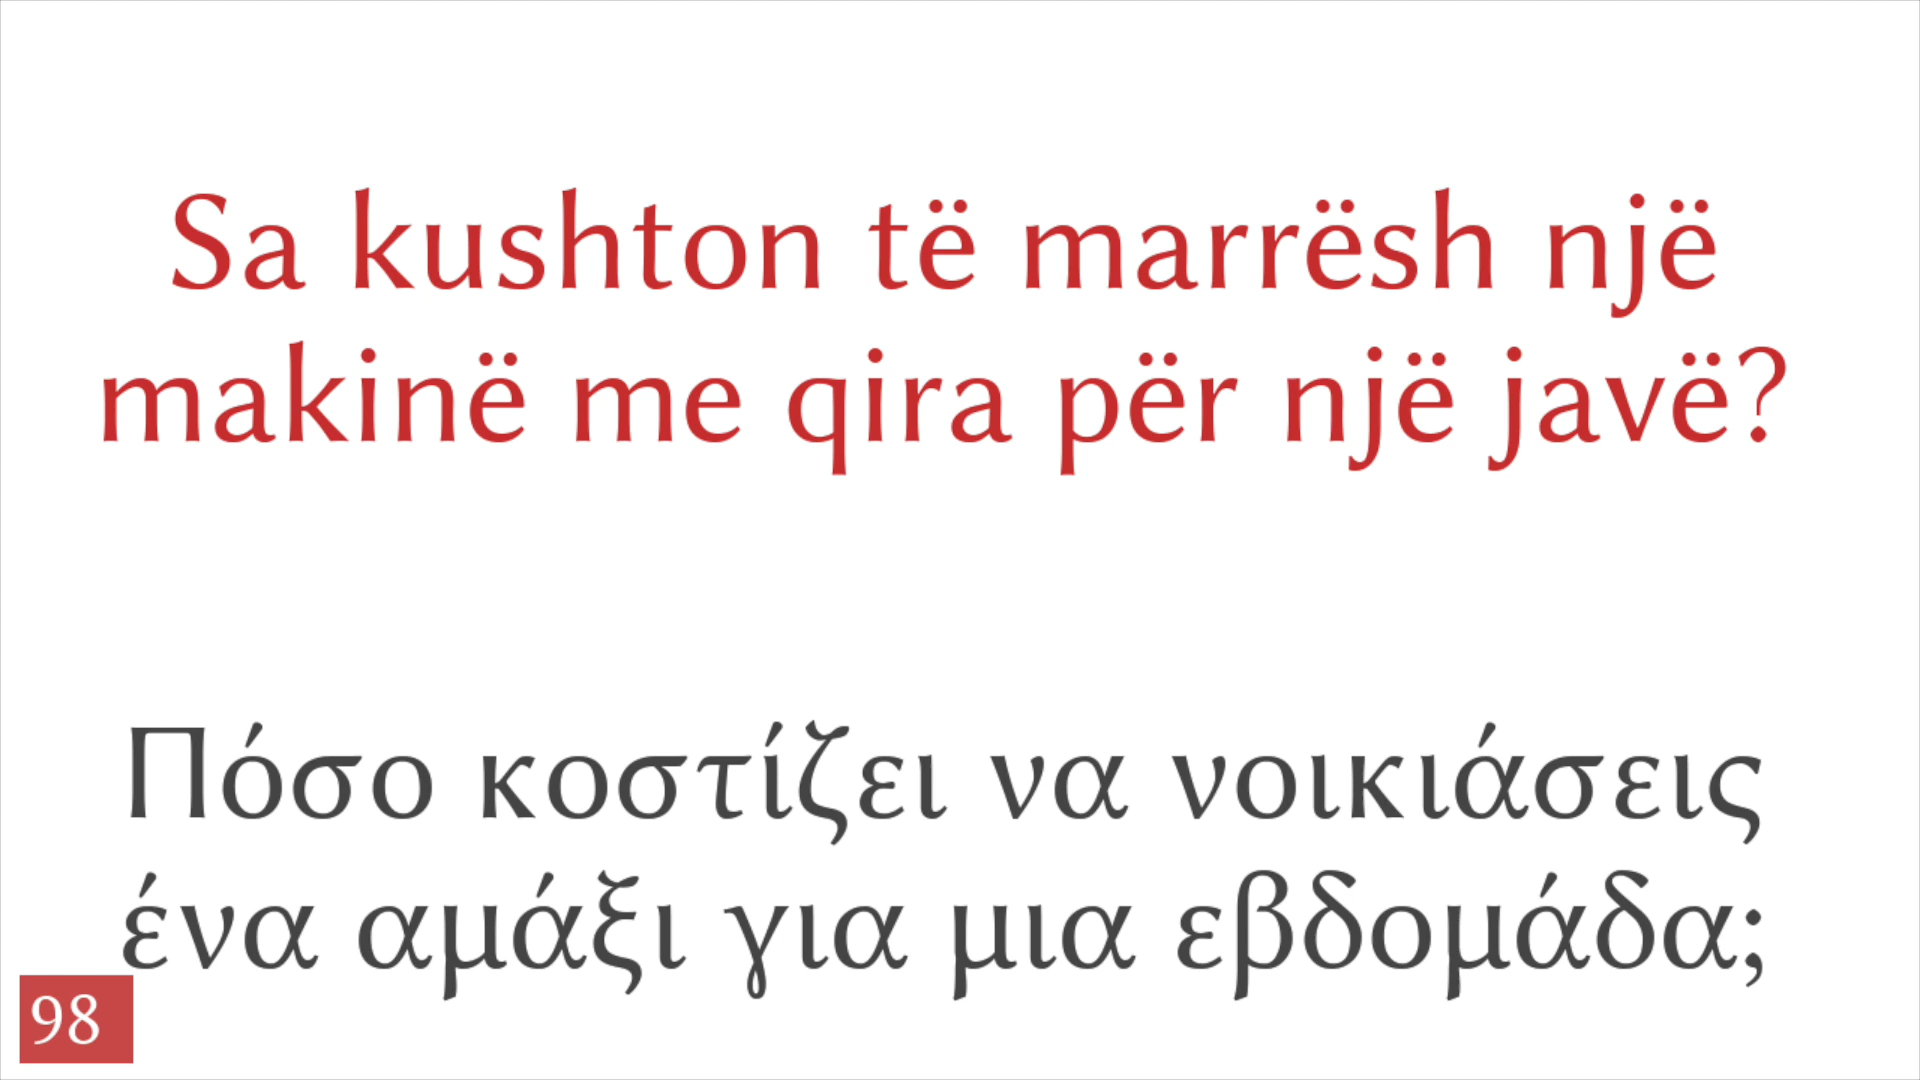 Sa kushton të marrësh një
makinë me qira për një javë?
Πόσο κοστίζει να νοικιάσεις
ένα αμάξι για μια εβδομάδα;
98